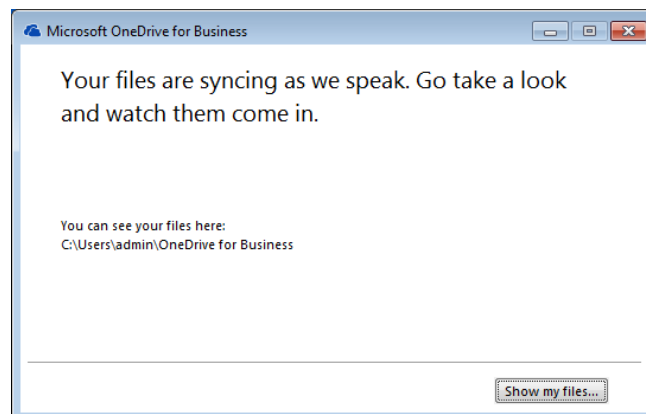 Microsoft OneDrive for Business
Your files are syncing as we speak. Go take a look
and watch them come in.
You can see your files here:
C:\Users\admin\OneDrive for Business
Show my files...